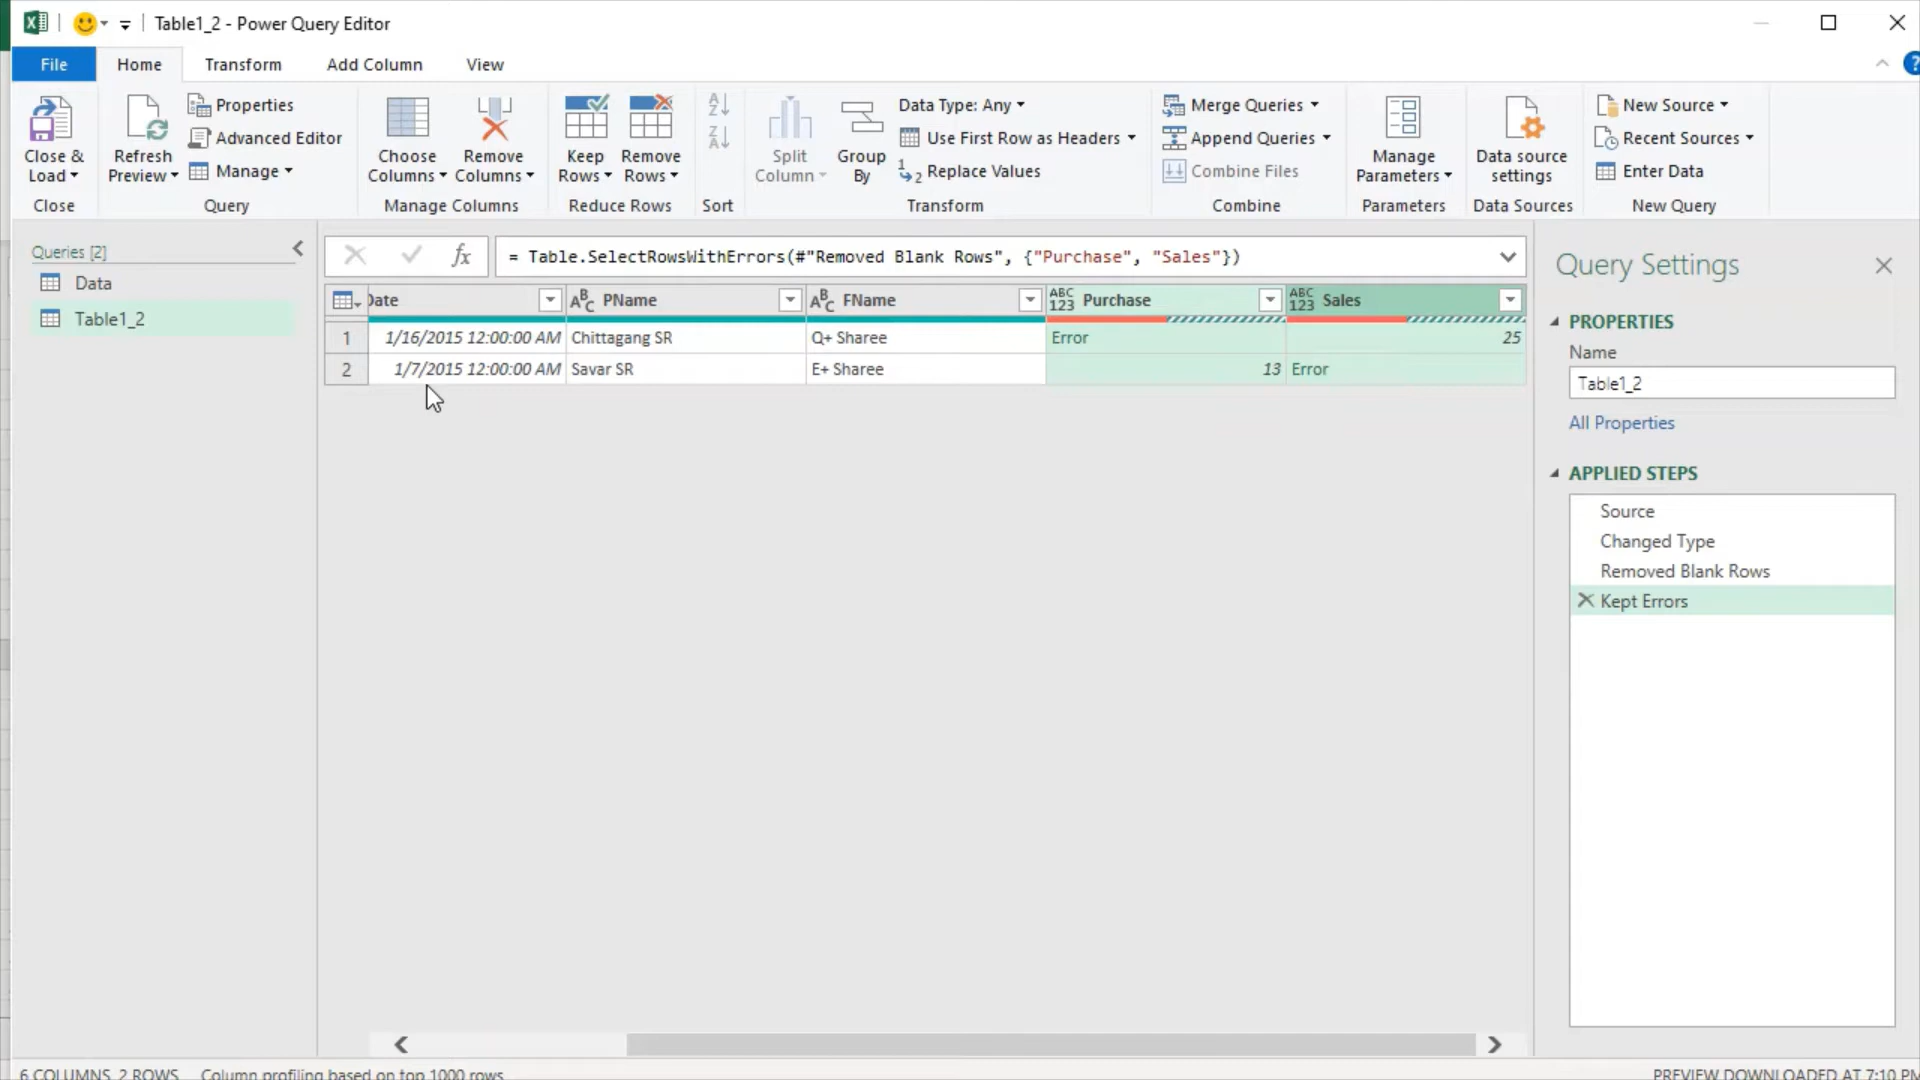 Table1_2 - Power Query Editor
File
Home
Transform
Add Column
View
Close &
Load
Close
Refresh
Preview
Properties
Advanced Editor
Manage
Query
Choose
Columns
Remove
Columns
Manage Columns
Keep
Rows
Remove
Rows
Reduce Rows
Sort
Split
Column
Group
By
Data Type: Any
Use First Row as Headers
Replace Values
Transform
Merge Queries
Append Queries
Combine Files
Combine
Manage
Parameters
Parameters
Data source
settings
Data Sources
New Source
Recent Sources
Enter Data
New Query
Queries [2]
Data
Table1_2
fx
= Table.SelectRowsWithErrors(#"Removed Blank Rows", {"Purchase", "Sales"})
Date
ABC PName
ABC FName
ABC 123 Purchase
ABC 123 Sales
1 1/16/2015 12:00:00 AM Chittagang SR Q+ Sharee Error 25
2 1/7/2015 12:00:00 AM Savar SR E+ Sharee 13 Error
Query Settings
PROPERTIES
Name
Table1_2
All Properties
APPLIED STEPS
Source
Changed Type
Removed Blank Rows
Kept Errors
6 COLUMNS, 2 ROWS Column profiling based on top 1000 rows
PREVIEW DOWNLOADED AT 7:10 PM